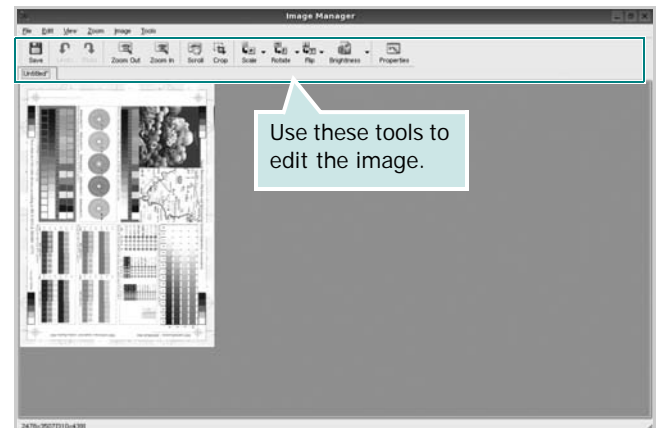 Image Manager
File Edit View Zoom Image Tools
Save Undo Redo Zoom Out Zoom In Scroll Crop Scale Rotate Flip Brightness Properties
Untitled*
Use these tools to
edit the image.